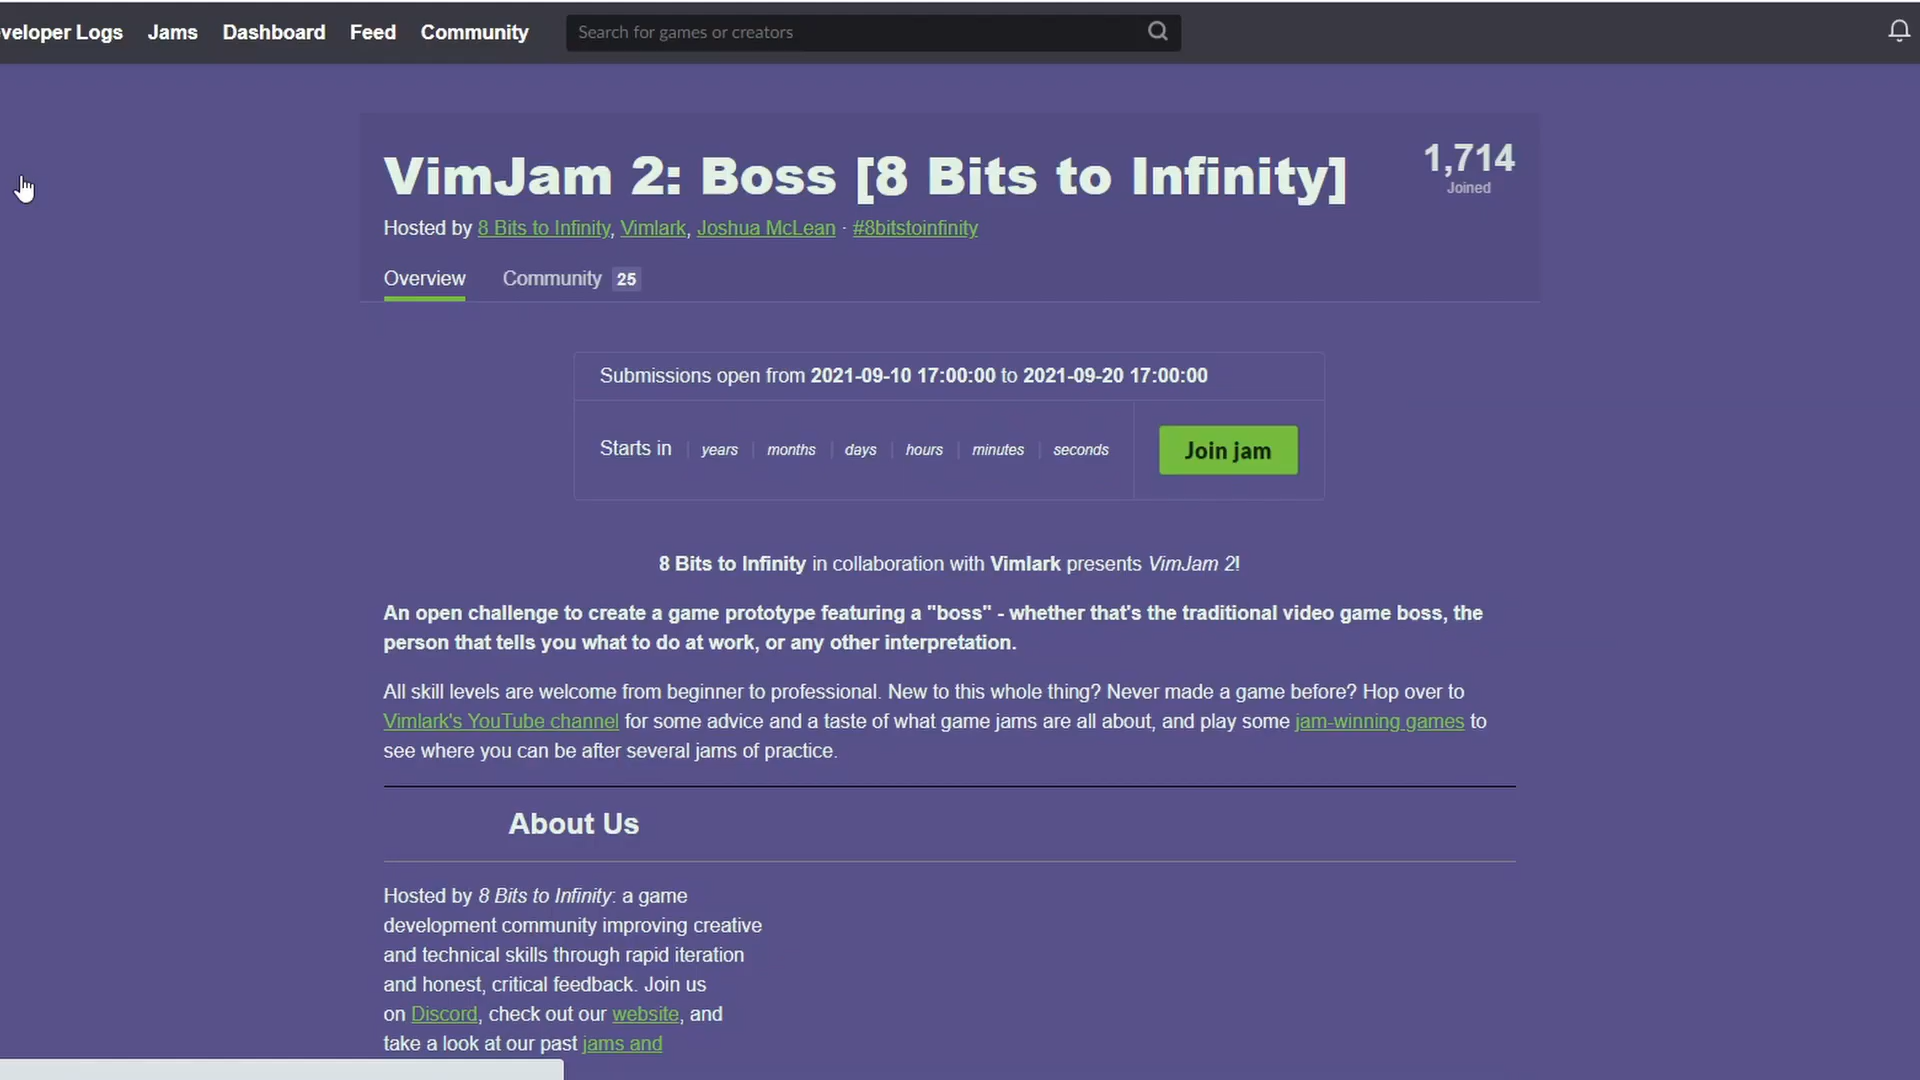 veloper Logs Jams Dashboard Feed Community Search for games or creators
VimJam 2: Boss [8 Bits to Infinity]
1,714
Joined
Hosted by 8 Bits to Infinity, Vimlark, Joshua McLean · #8bitstoinfinity
Overview Community 25
Submissions open from 2021-09-10 17:00:00 to 2021-09-20 17:00:00
Starts in years months days hours minutes seconds Join jam
8 Bits to Infinity in collaboration with Vimlark presents VimJam 2!
An open challenge to create a game prototype featuring a "boss" - whether that's the traditional video game boss, the
person that tells you what to do at work, or any other interpretation.
All skill levels are welcome from beginner to professional. New to this whole thing? Never made a game before? Hop over to
Vimlark's YouTube channel for some advice and a taste of what game jams are all about, and play some jam-winning games to
see where you can be after several jams of practice.
About Us
Hosted by 8 Bits to Infinity: a game
development community improving creative
and technical skills through rapid iteration
and honest, critical feedback. Join us
on Discord, check out our website, and
take a look at our past jams and